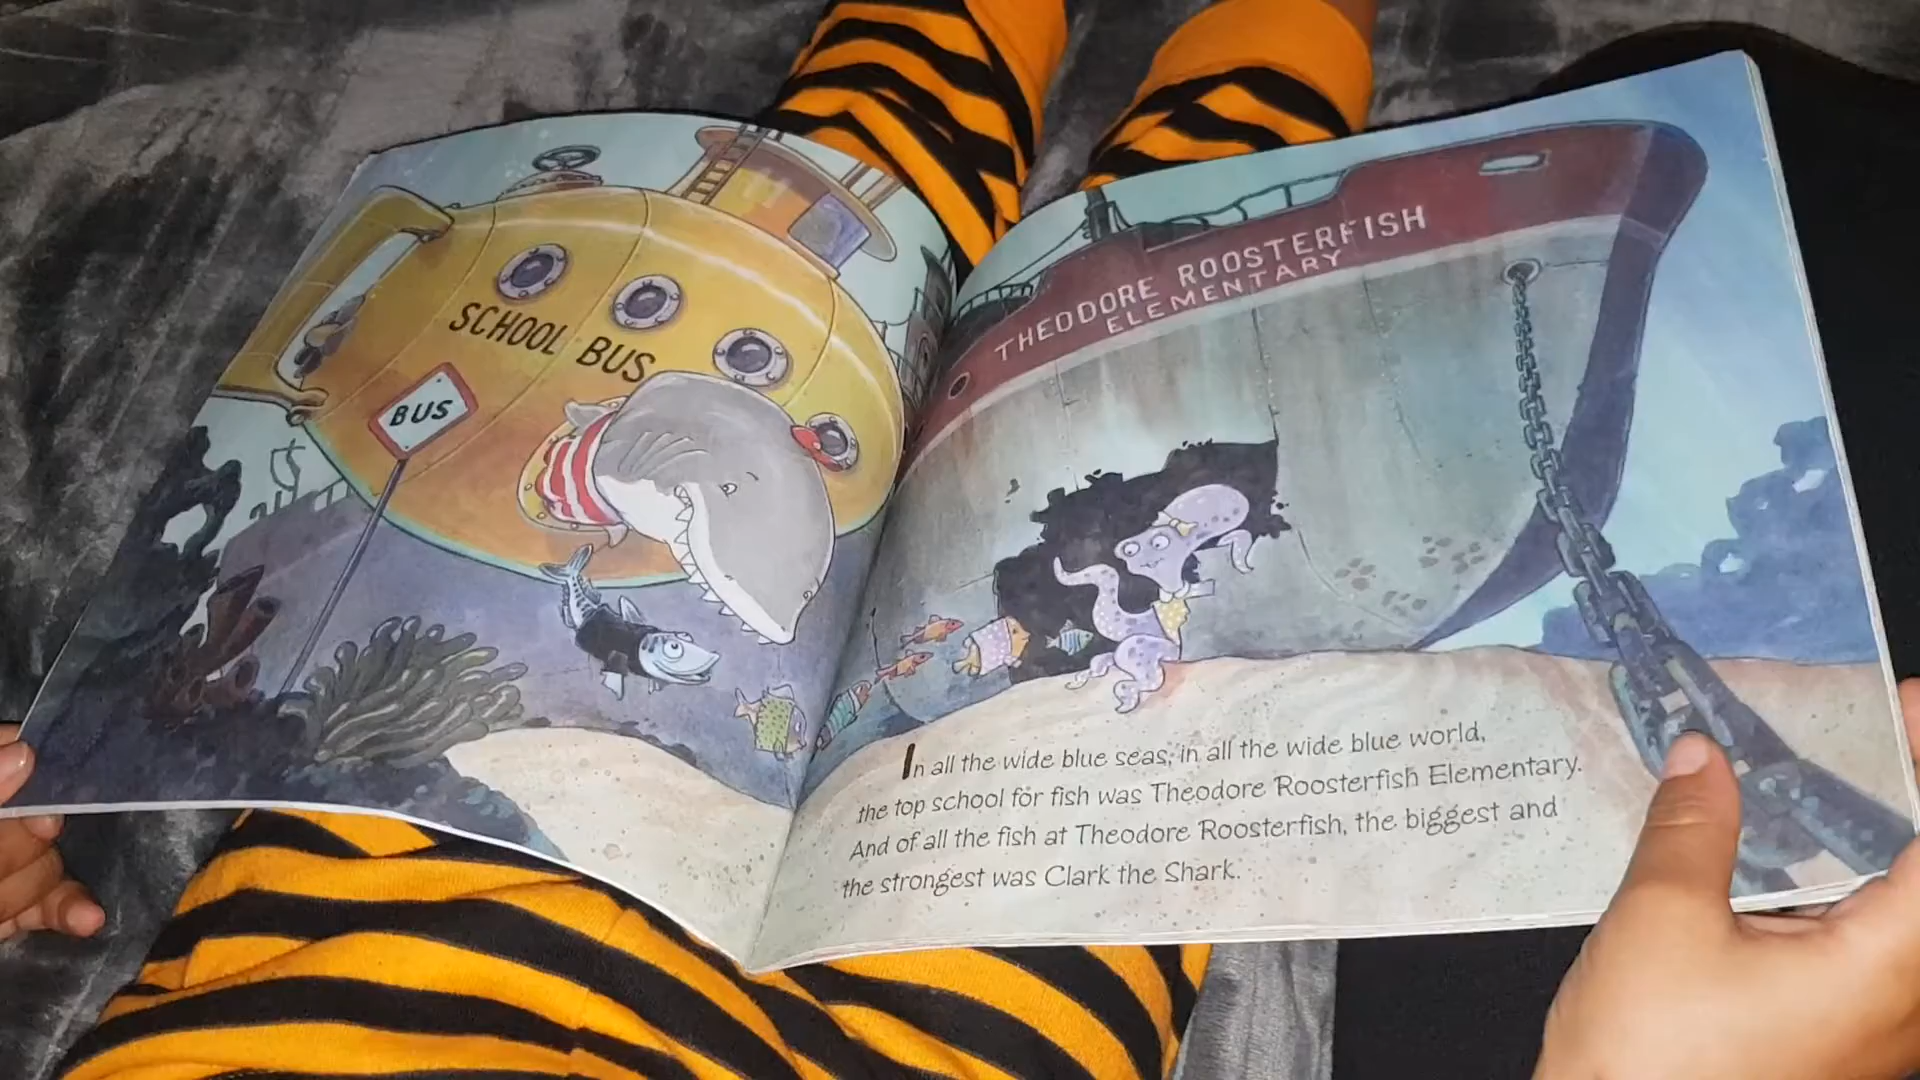 SCHOOL BUS
BUS
THEODORE ROOSTERFISH
ELEMENTARY
In all the wide blue seas, in all the wide blue world,
the top school for fish was Theodore Roosterfish Elementary.
And of all the fish at Theodore Roosterfish, the biggest and
the strongest was Clark the Shark.